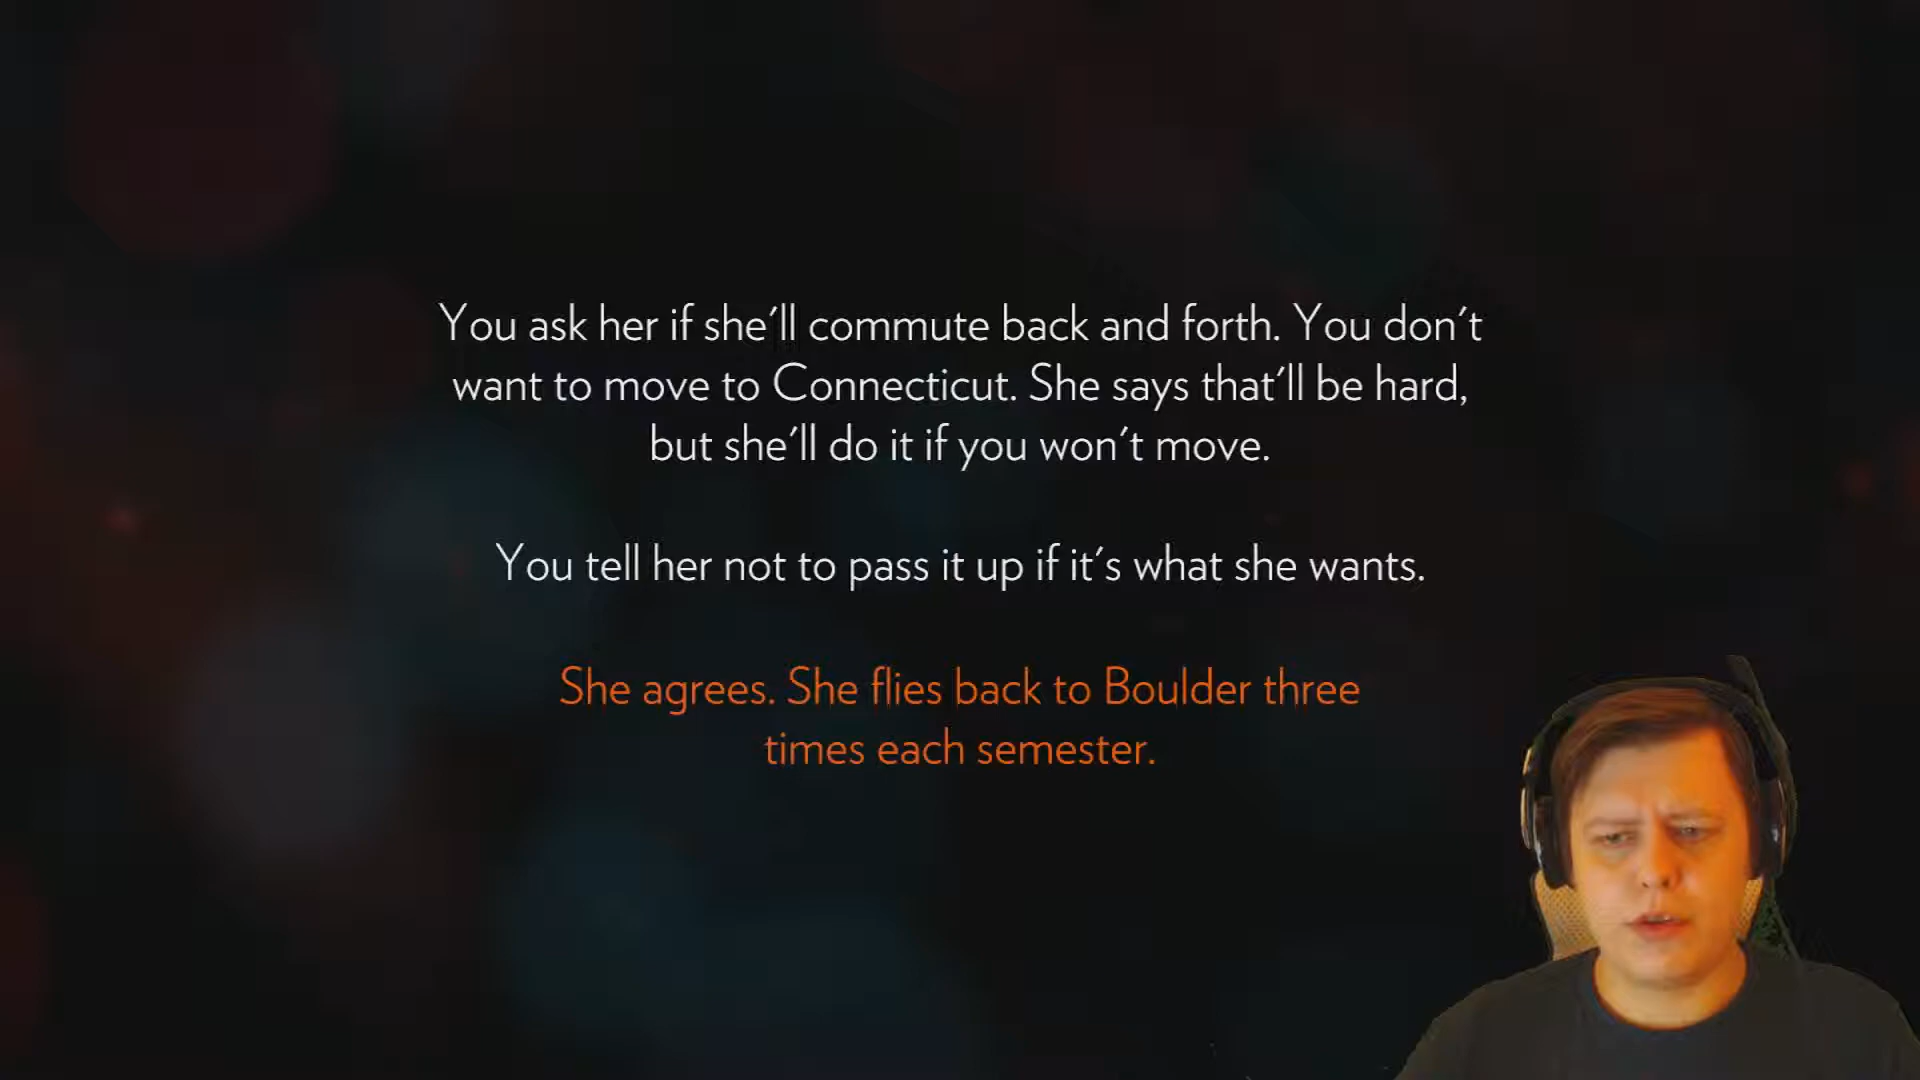 You ask her if she'll commute back and forth. You don't
want to move to Connecticut. She says that'll be hard,
but she'll do it if you won't move.
You tell her not to pass it up if it's what she wants.
She agrees. She flies back to Boulder three
times each semester.